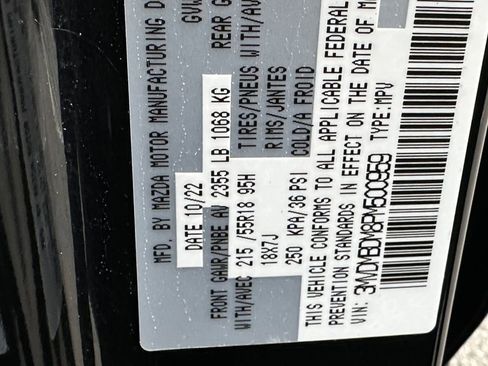 MFD. BY MAZDA MOTOR MANUFACTURING D
DATE 10/22 GVW
FRONT GAWR/PNBE AV 2355 LB 1068 KG REAR G
WITH/AVEC 215 /55R18 95H TIRES/PNEUS WITH/AV
18X7J RIMS/JANTES
250 KPA/36 PSI COLD/A FROID
THIS VEHICLE CONFORMS TO ALL APPLICABLE FEDERAL
PREVENTION STANDARDS IN EFFECT ON THE DATE OF M
VIN: 3MVDMBDM8PM500959 TYPE: MPV